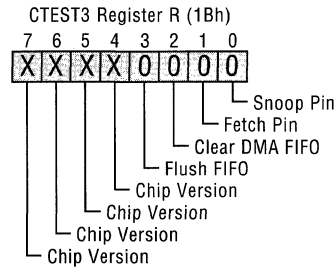 CTEST3 Register R (1Bh)
7 6 5 4 3 2 1 0
X X X X 0 0 0 0
Snoop Pin
Fetch Pin
Clear DMA FIFO
Flush FIFO
Chip Version
Chip Version
Chip Version
Chip Version